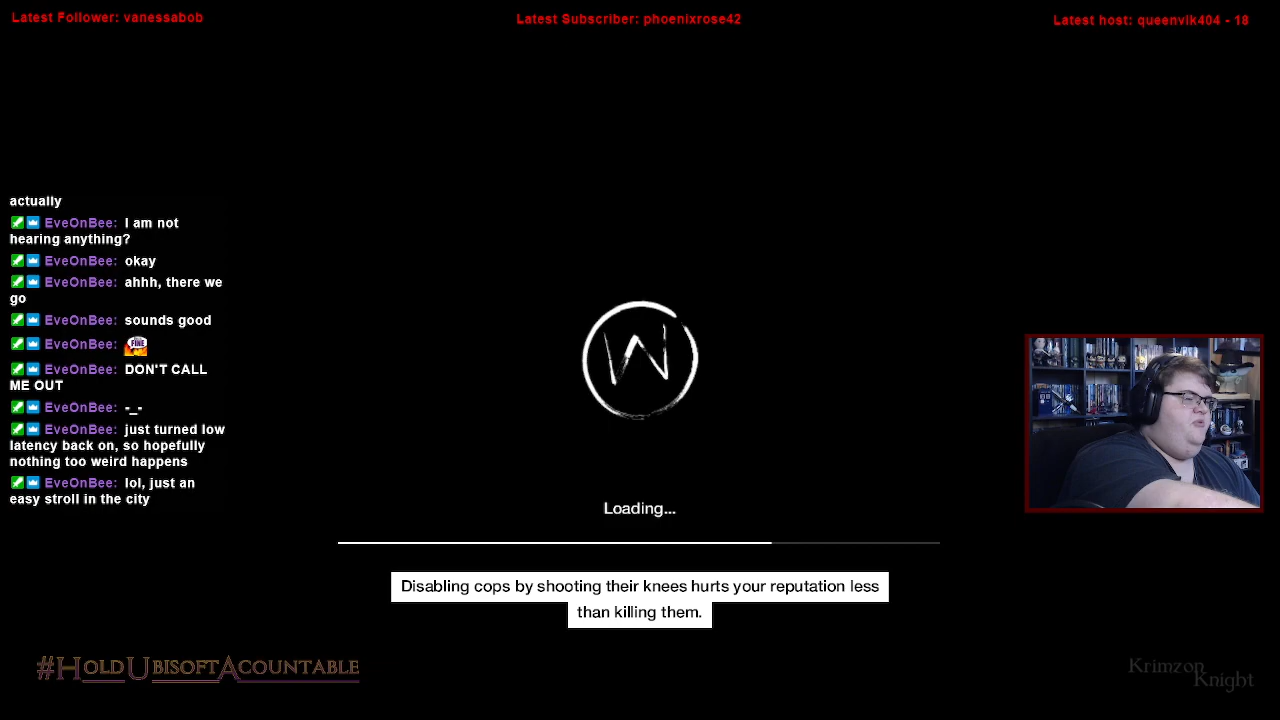 Latest Follower: vanessabob
Latest Subscriber: phoenixrose42
Latest host: queenvik404 - 18
actually
EveOnBee: I am not
hearing anything?
EveOnBee: okay
EveOnBee: ahhh, there we
go
EveOnBee: sounds good
EveOnBee: FINE
EveOnBee: DON'T CALL
ME OUT
EveOnBee: -_-
EveOnBee: just turned low
latency back on, so hopefully
nothing too weird happens
EveOnBee: lol, just an
easy stroll in the city
W
Loading...
Disabling cops by shooting their knees hurts your reputation less
than killing them.
#HoldUbisoftAcountable
Krimzon
Knight